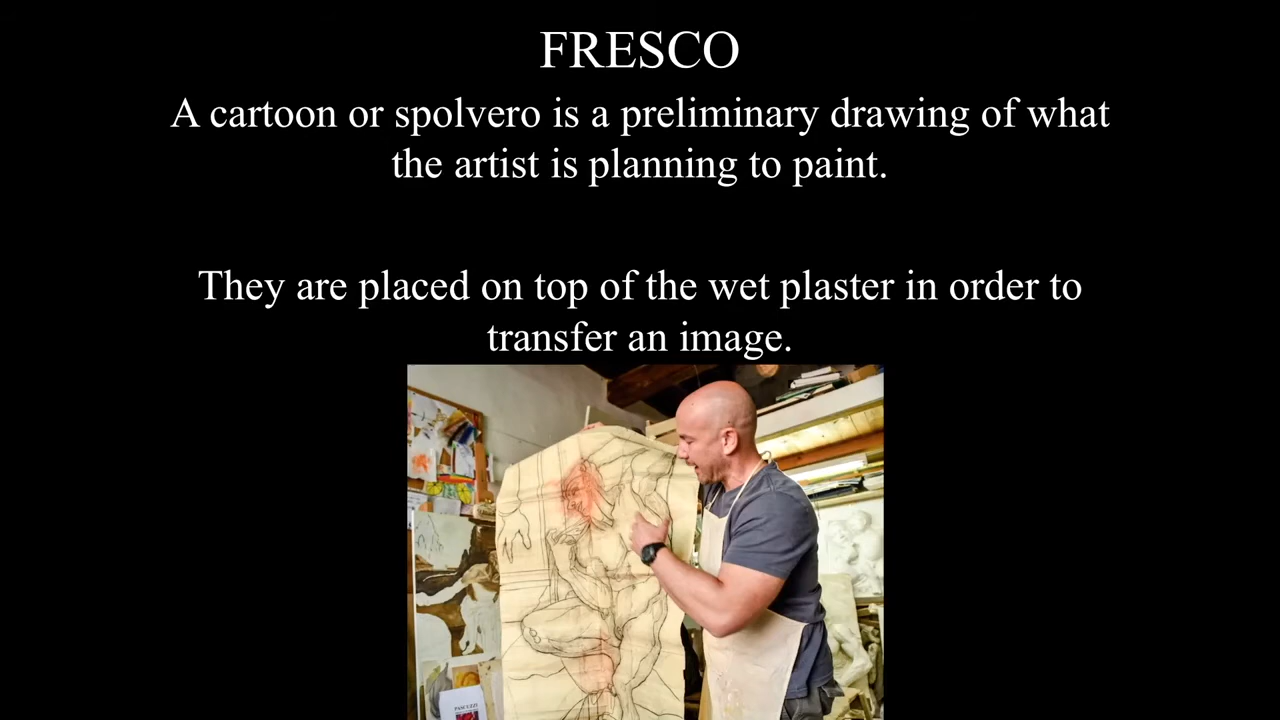 FRESCO
A cartoon or spolvero is a preliminary drawing of what
the artist is planning to paint.
They are placed on top of the wet plaster in order to
transfer an image.
PASCUZZI